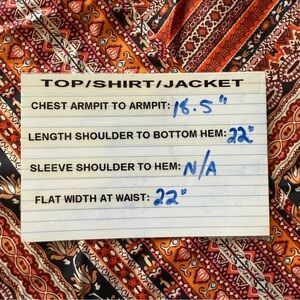 TOP/SHIRT/JACKET
CHEST ARMPIT TO ARMPIT: 18.5"
LENGTH SHOULDER TO BOTTOM HEM: 22"
SLEEVE SHOULDER TO HEM: N/A
FLAT WIDTH AT WAIST: 22"